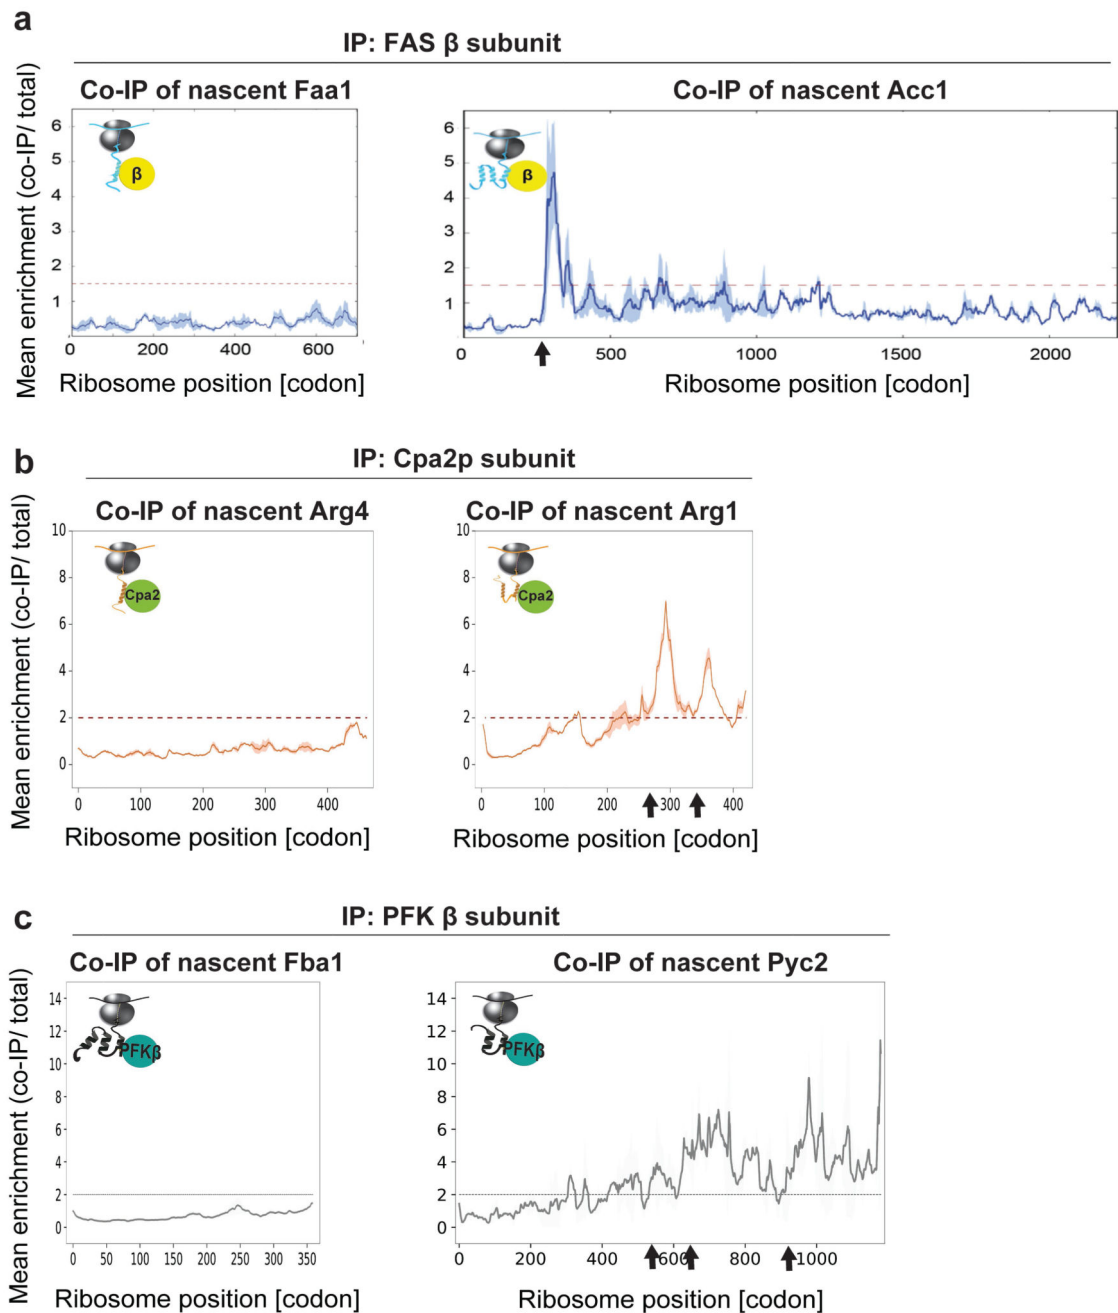 a
IP: FAS β subunit
Co-IP of nascent Faa1
Co-IP of nascent Acc1
Mean enrichment (co-IP/ total)
6
5
4
3
2
1
β
0
200
400
600
Ribosome position [codon]
6
5
4
3
2
1
β
0
500
1000
1500
2000
Ribosome position [codon]
b
IP: Cpa2p subunit
Co-IP of nascent Arg4
Co-IP of nascent Arg1
Mean enrichment (co-IP/ total)
10
8
6
4
2
0
Cpa2
0
100
200
300
400
Ribosome position [codon]
10
8
6
4
2
0
Cpa2
0
100
200
300
400
Ribosome position [codon]
c
IP: PFK β subunit
Co-IP of nascent Fba1
Co-IP of nascent Pyc2
Mean enrichment (co-IP/ total)
14
12
10
8
6
4
2
0
PFKβ
0
50
100
150
200
250
300
350
Ribosome position [codon]
14
12
10
8
6
4
2
0
PFKβ
0
200
400
600
800
1000
Ribosome position [codon]